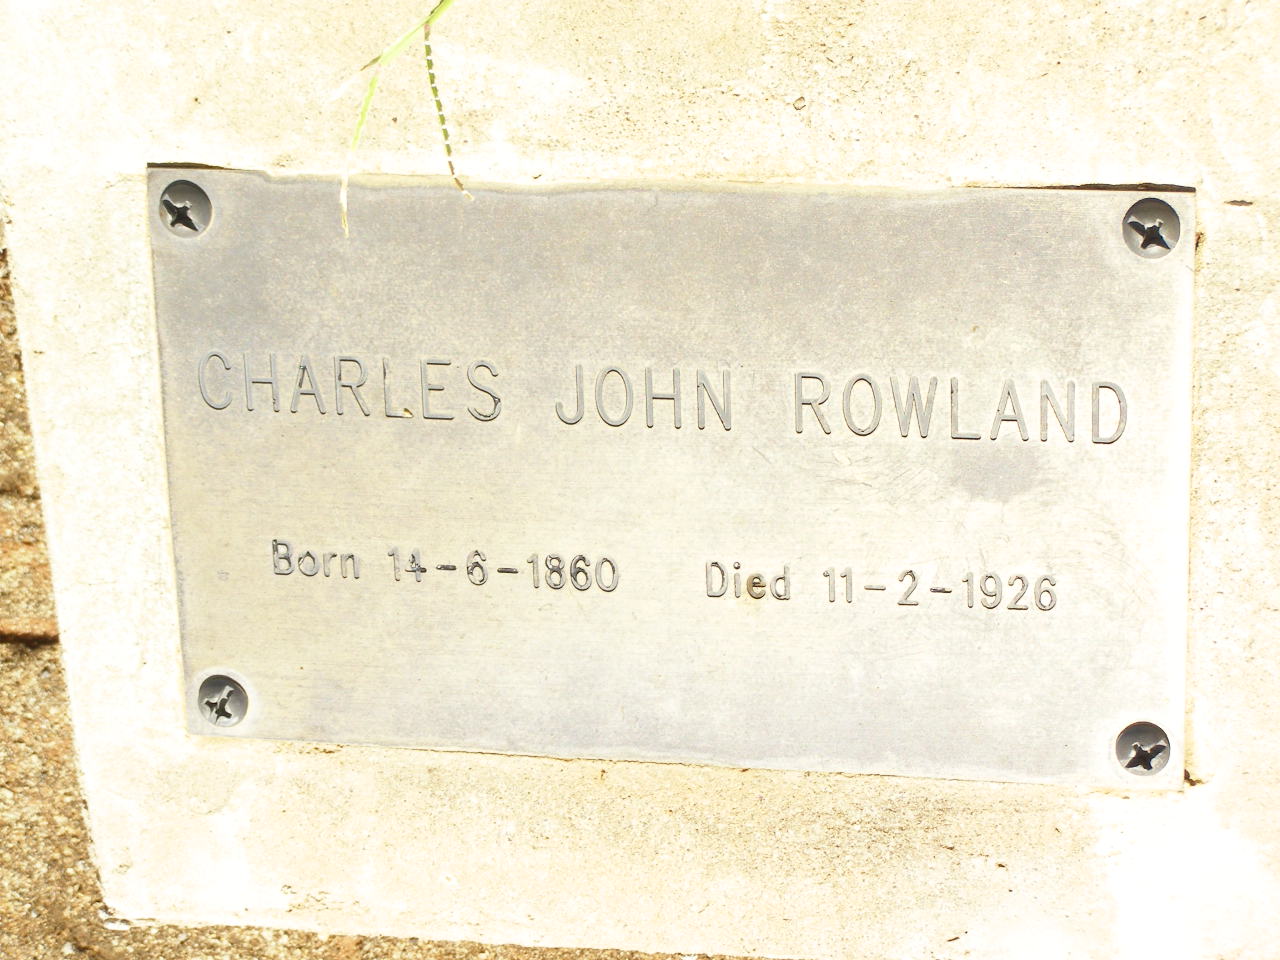 CHARLES JOHN ROWLAND
Born 14-6-1860 Died 11-2-1926